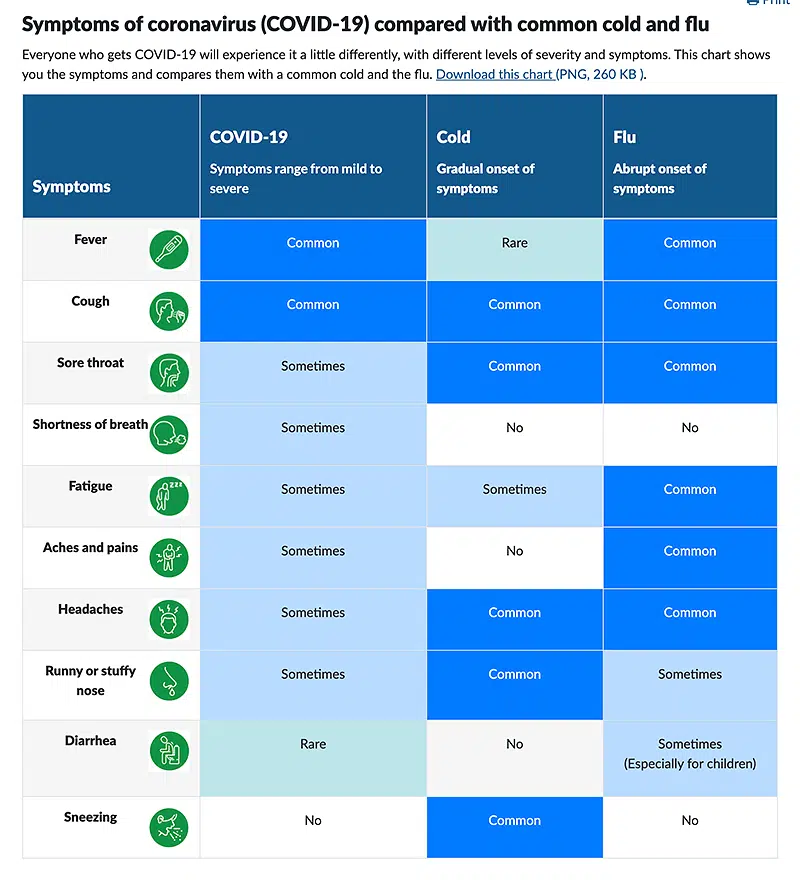 Print
Symptoms of coronavirus (COVID-19) compared with common cold and flu
Everyone who gets COVID-19 will experience it a little differently, with different levels of severity and symptoms. This chart shows
you the symptoms and compares them with a common cold and the flu. Download this chart (PNG, 260 KB ).
Symptoms
COVID-19
Symptoms range from mild to
severe
Cold
Gradual onset of
symptoms
Flu
Abrupt onset of
symptoms
Fever Common Rare Common
Cough Common Common Common
Sore throat Sometimes Common Common
Shortness of breath Sometimes No No
Fatigue Sometimes Sometimes Common
Aches and pains Sometimes No Common
Headaches Sometimes Common Common
Runny or stuffy
nose
Sometimes Common Sometimes
Diarrhea Rare No Sometimes
(Especially for children)
Sneezing No Common No